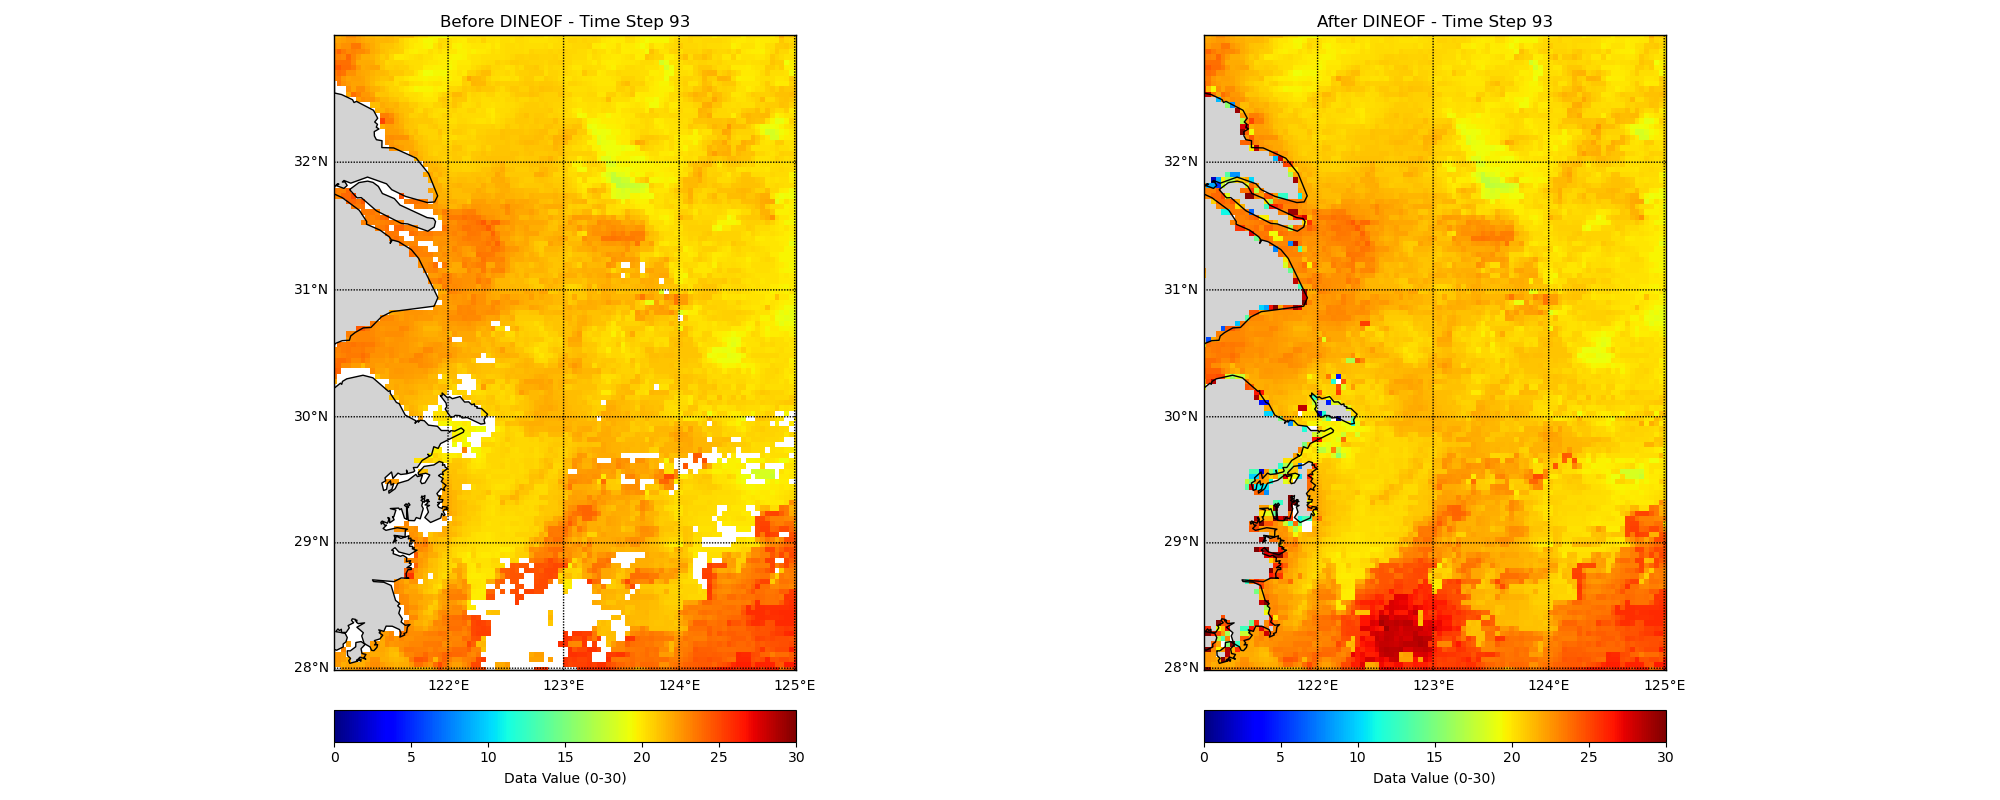 Before DINEOF - Time Step 93
32°N
31°N
30°N
29°N
28°N
122°E 123°E 124°E 125°E
0 5 10 15 20 25 30
Data Value (0-30)
After DINEOF - Time Step 93
32°N
31°N
30°N
29°N
28°N
122°E 123°E 124°E 125°E
0 5 10 15 20 25 30
Data Value (0-30)